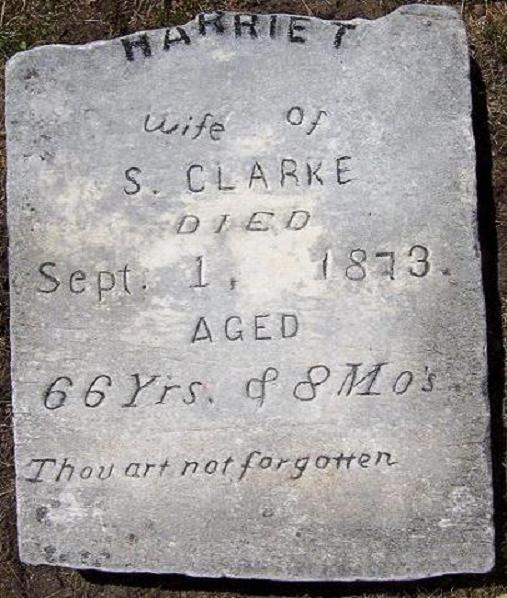 HARRIET
Wife Of
S. CLARKE
DIED
Sept. 1, 1873.
AGED
66 Yrs. & 8 Mo's
Thou art not forgotten